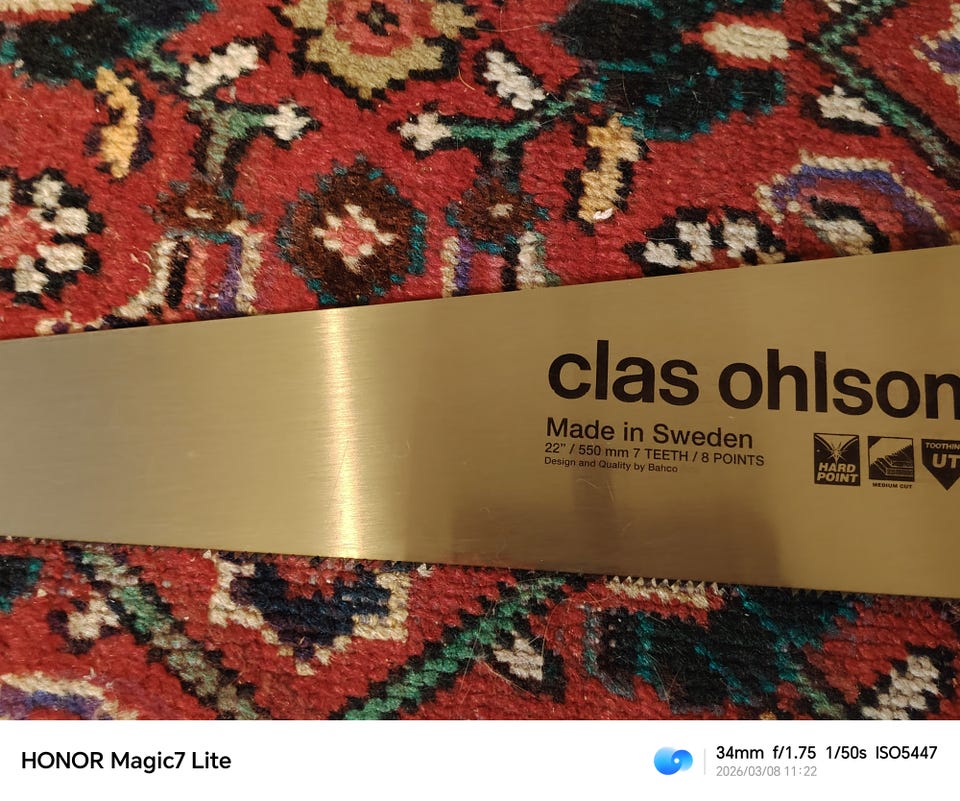 clas ohlson
Made in Sweden
22” / 550 mm 7 TEETH / 8 POINTS
Design and Quality by Bahco
HARD
POINT
MEDIUM CUT
UT
HONOR Magic7 Lite
34mm f/1.75 1/50s ISO5447
2026/03/08 11:22